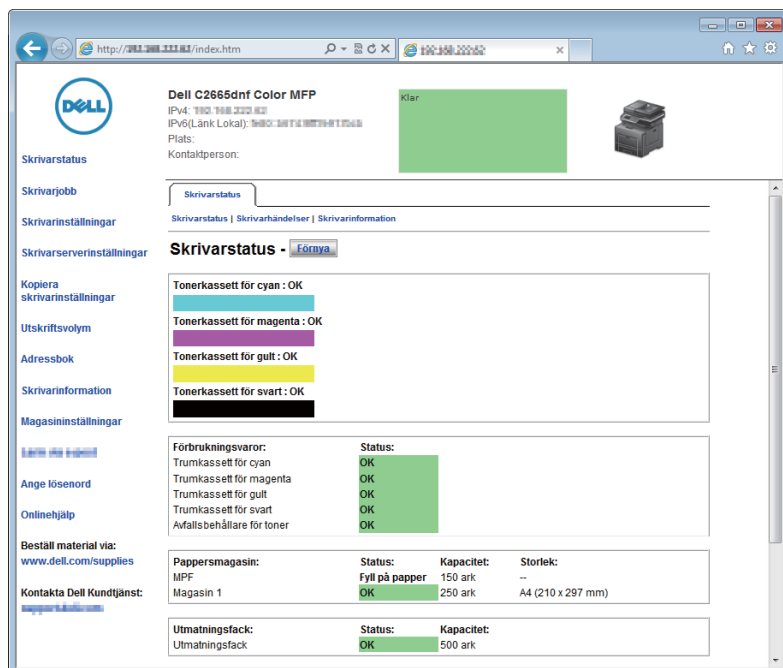 http:// /index.htm
DELL
Dell C2665dnf Color MFP
IPv4:
IPv6(Länk Lokal):
Plats:
Kontaktperson:
Klar
Skrivarstatus
Skrivarjobb
Skrivarinställningar
Skrivarserverinställningar
Kopiera
skrivarinställningar
Utskriftsvolym
Adressbok
Skrivarinformation
Magasininställningar
Ange lösenord
Onlinehjälp
Beställ material via:
www.dell.com/supplies
Kontakta Dell Kundtjänst:
Skrivarstatus
Skrivarstatus | Skrivarhändelser | Skrivarinformation
Skrivarstatus - Förnya
Tonerkassett för cyan : OK
Tonerkassett för magenta : OK
Tonerkassett för gult : OK
Tonerkassett för svart : OK
Förbrukningsvaror: Status:
Trumkassett för cyan OK
Trumkassett för magenta OK
Trumkassett för gult OK
Trumkassett för svart OK
Avfallsbehållare för toner OK
Pappersmagasin: Status: Kapacitet: Storlek:
MPF Fyll på papper 150 ark --
Magasin 1 OK 250 ark A4 (210 x 297 mm)
Utmatningsfack: Status: Kapacitet:
Utmatningsfack OK 500 ark